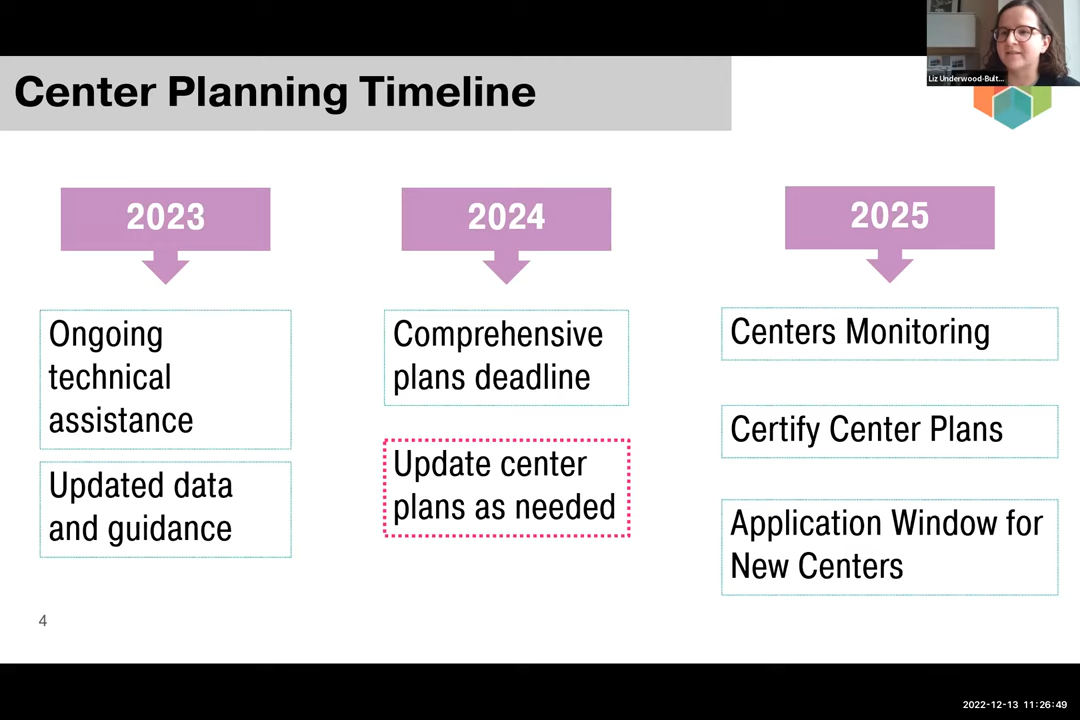 Center Planning Timeline
Liz Underwood-Bult...
2023
2024
2025
Ongoing
technical
assistance
Updated data
and guidance
Comprehensive
plans deadline
Update center
plans as needed
Centers Monitoring
Certify Center Plans
Application Window for
New Centers
4
2022-12-13 11:26:49